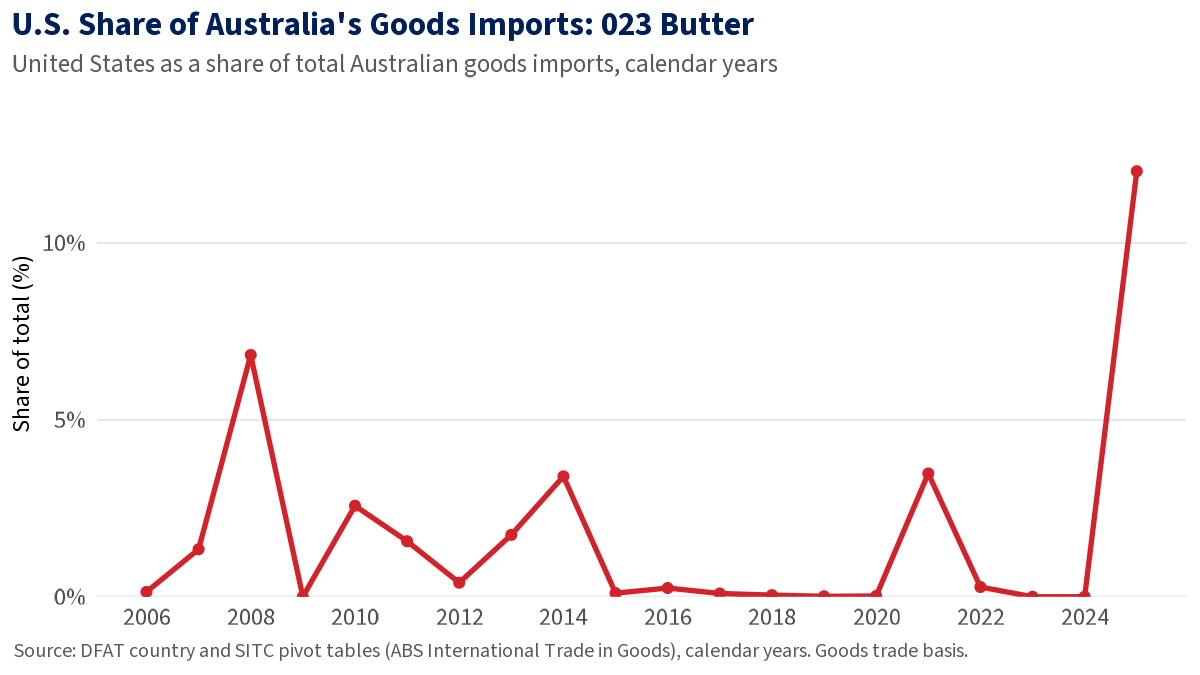 U.S. Share of Australia's Goods Imports: 023 Butter
United States as a share of total Australian goods imports, calendar years
Share of total (%)
10%
5%
0%
2006 2008 2010 2012 2014 2016 2018 2020 2022 2024
Source: DFAT country and SITC pivot tables (ABS International Trade in Goods), calendar years. Goods trade basis.